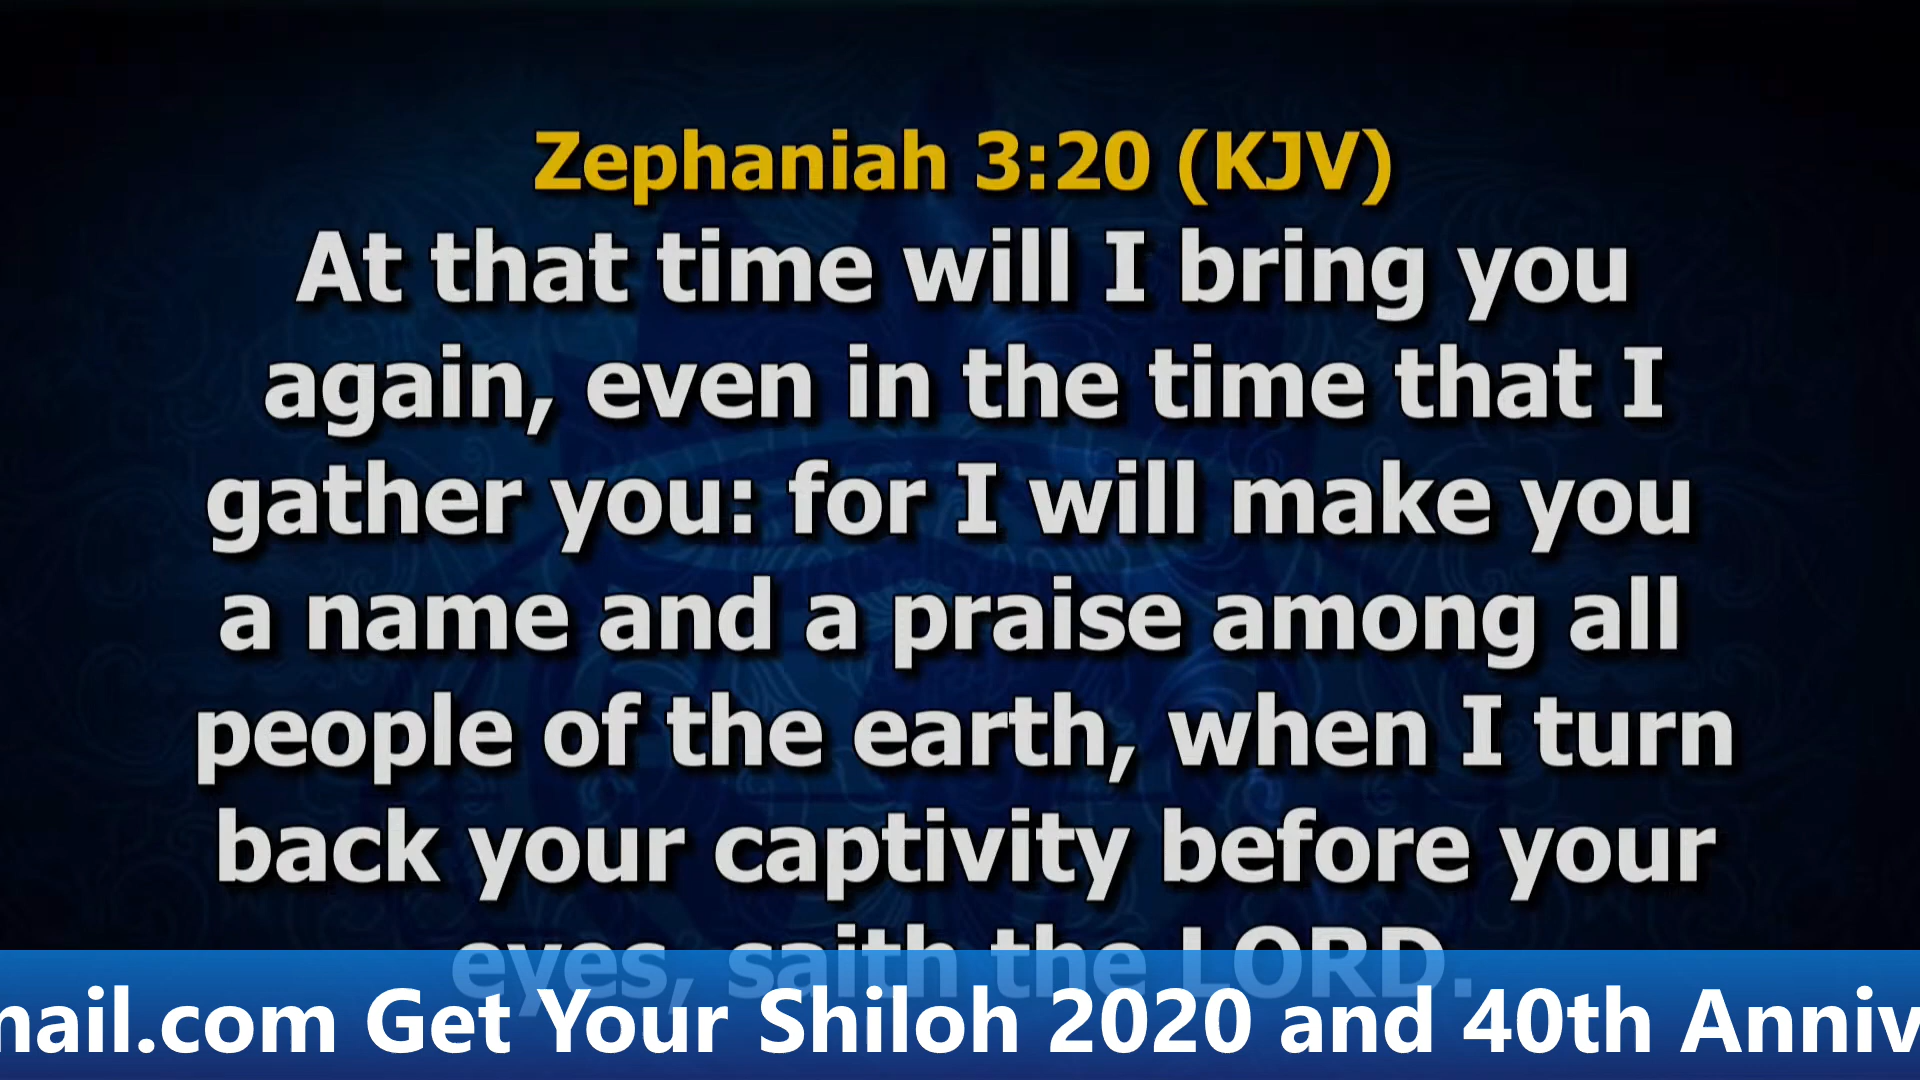 Zephaniah 3:20 (KJV)
At that time will I bring you
again, even in the time that I
gather you: for I will make you
a name and a praise among all
people of the earth, when I turn
back your captivity before your
eyes, saith the LORD.
mail.com Get Your Shiloh 2020 and 40th Anniv